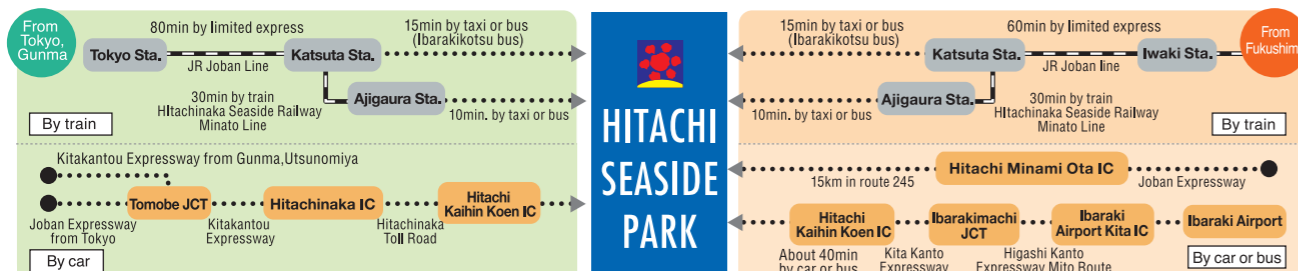 From
Tokyo,
Gunma
80min by limited express
15min by taxi or bus
(Ibarakikotsu bus)
Tokyo Sta.
Katsuta Sta.
JR Joban Line
Ajigaura Sta.
30min by train
HItachinaka Seaside Railway
Minato Line
10min. by taxi or bus
By train
Kitakantou Expressway from Gunma,Utsunomiya
Tomobe JCT
Hitachinaka IC
Hitachi
Kaihin Koen IC
Joban Expressway
from Tokyo
Kitakantou
Expressway
Hitachinaka
Toll Road
By car
HITACHI
SEASIDE
PARK
15min by taxi or bus
(Ibarakikotsu bus)
60min by limited express
From
Fukushim
Katsuta Sta.
Iwaki Sta.
JR Joban line
Ajigaura Sta.
10min. by taxi or bus
30min by train
HItachinaka Seaside Railway
Minato Line
By train
Hitachi Minami Ota IC
15km in route 245
Joban Expressway
Hitachi
Kaihin Koen IC
Ibarakimachi
JCT
Ibaraki
Airport Kita IC
Ibaraki Airport
About 40min
by car or bus
Kita Kanto
Expressway
Higashi Kanto
Expressway Mito Route
By car or bus